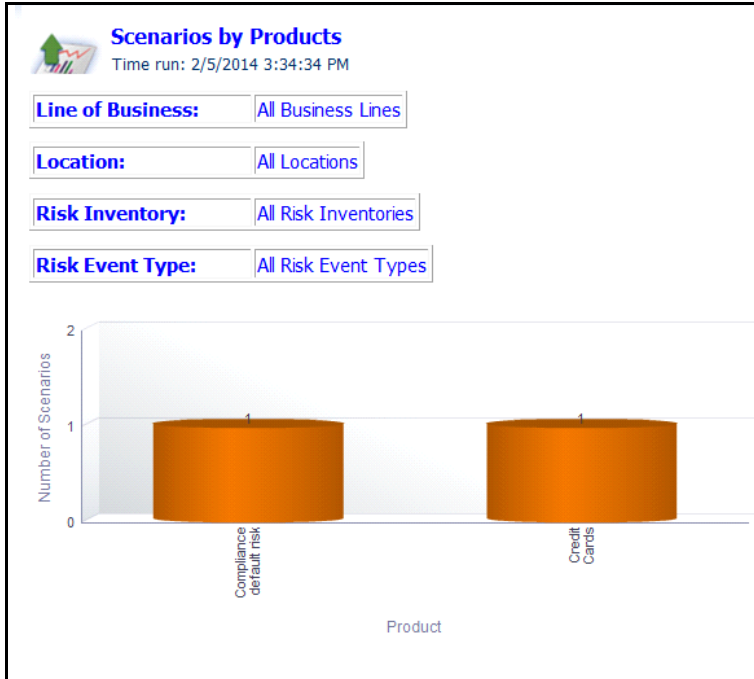 Scenarios by Products
Time run: 2/5/2014 3:34:34 PM
Line of Business: All Business Lines
Location: All Locations
Risk Inventory: All Risk Inventories
Risk Event Type: All Risk Event Types
Number of Scenarios
2
1
0
1
1
Compliance
default risk
Credit
Cards
Product